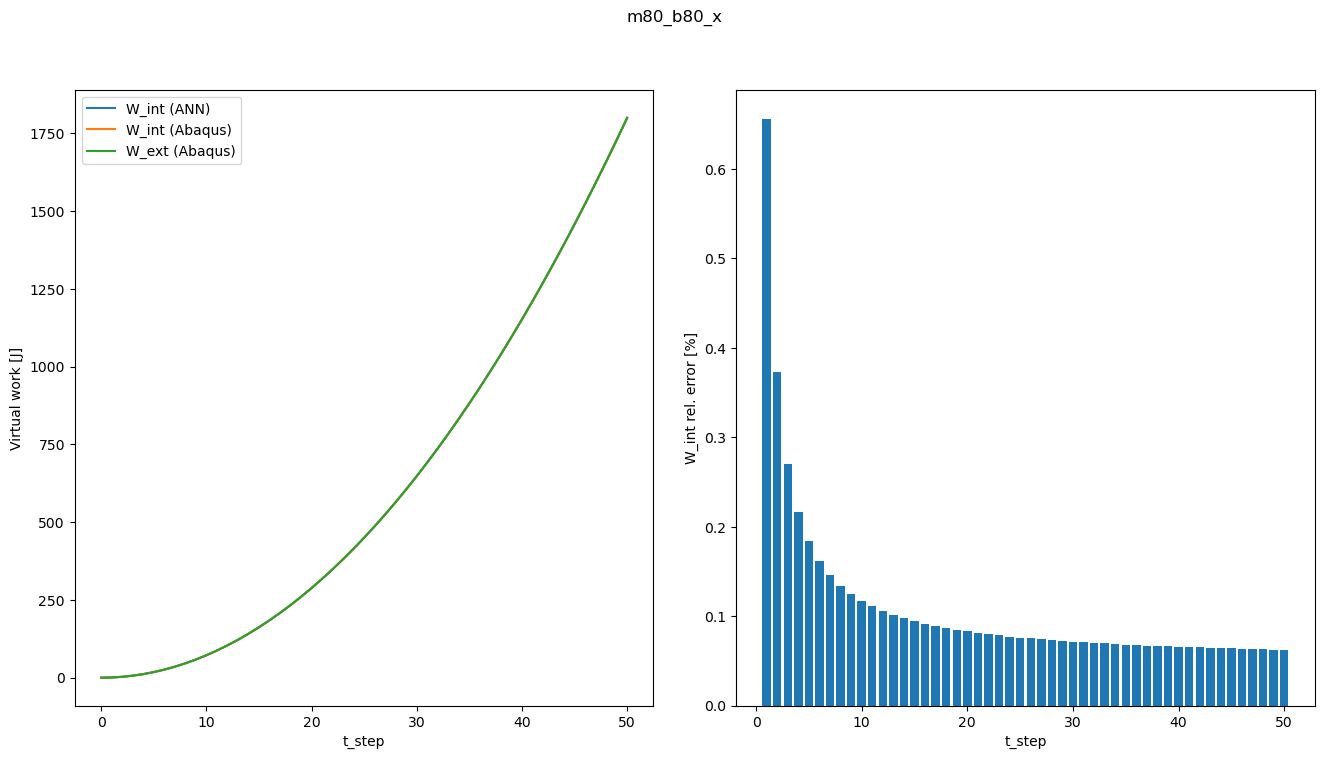 m80_b80_x
W_int (ANN)
W_int (Abaqus)
W_ext (Abaqus)
Virtual work [J]
1750
1500
1250
1000
750
500
250
0
0 10 20 30 40 50
t_step
W_int rel. error [%]
0.6
0.5
0.4
0.3
0.2
0.1
0.0
0 10 20 30 40 50
t_step